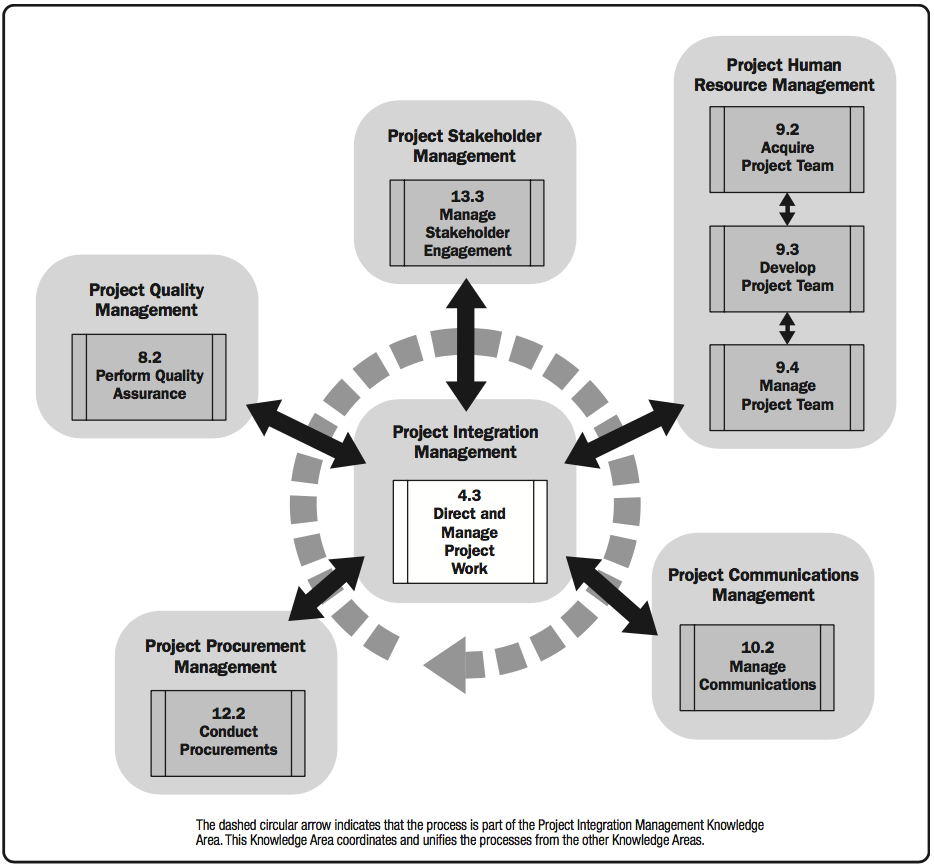 Project Human
Resource Management
9.2
Acquire
Project Team
9.3
Develop
Project Team
9.4
Manage
Project Team
Project Stakeholder
Management
13.3
Manage
Stakeholder
Engagement
Project Quality
Management
8.2
Perform Quality
Assurance
Project Integration
Management
4.3
Direct and
Manage
Project
Work
Project Communications
Management
10.2
Manage
Communications
Project Procurement
Management
12.2
Conduct
Procurements
The dashed circular arrow indicates that the process is part of the Project Integration Management Knowledge
Area. This Knowledge Area coordinates and unifies the processes from the other Knowledge Areas.